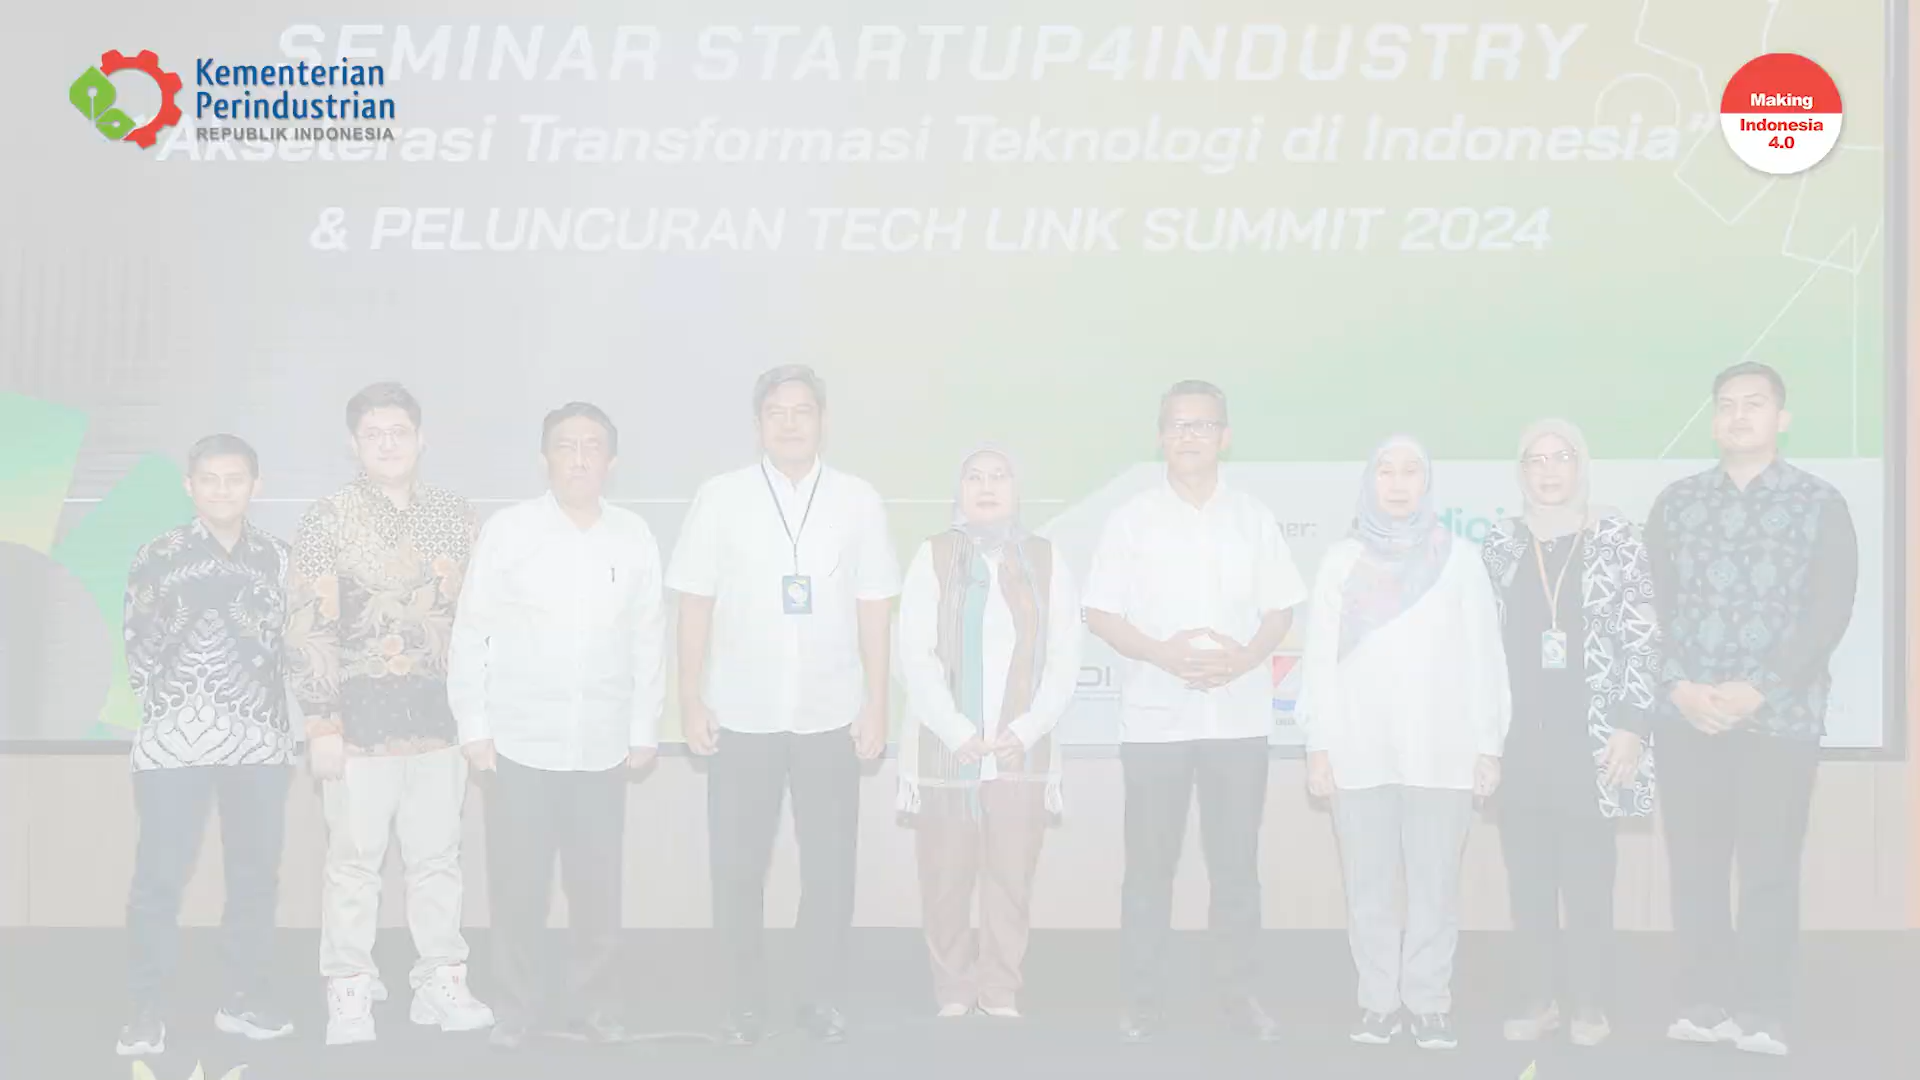 SEMINAR STARTUP4INDUSTRY
"Akselerasi Transformasi Teknologi di Indonesia"
& PELUNCURAN TECH LINK SUMMIT 2024
Kementerian
Perindustrian
REPUBLIK INDONESIA
Making
Indonesia
4.0